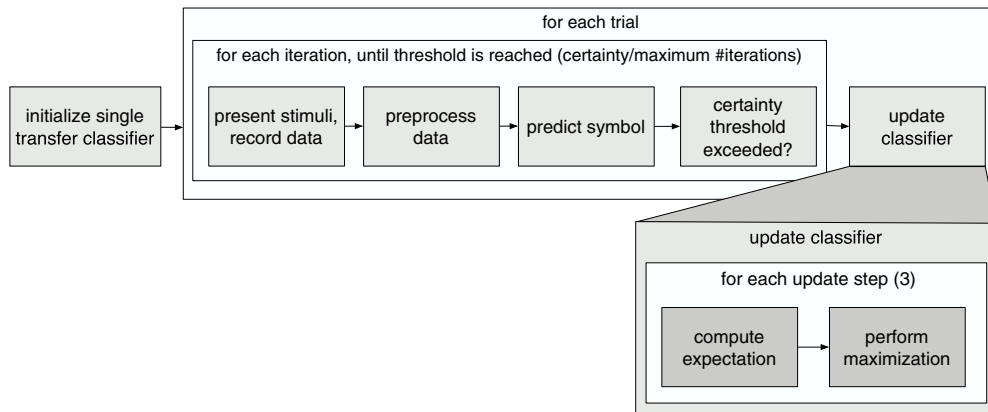 for each trial
for each iteration, until threshold is reached (certainty/maximum #iterations)
initialize single
transfer classifier
present stimuli,
record data
preprocess
data
predict symbol
certainty
threshold
exceeded?
update
classifier
update classifier
for each update step (3)
compute
expectation
perform
maximization